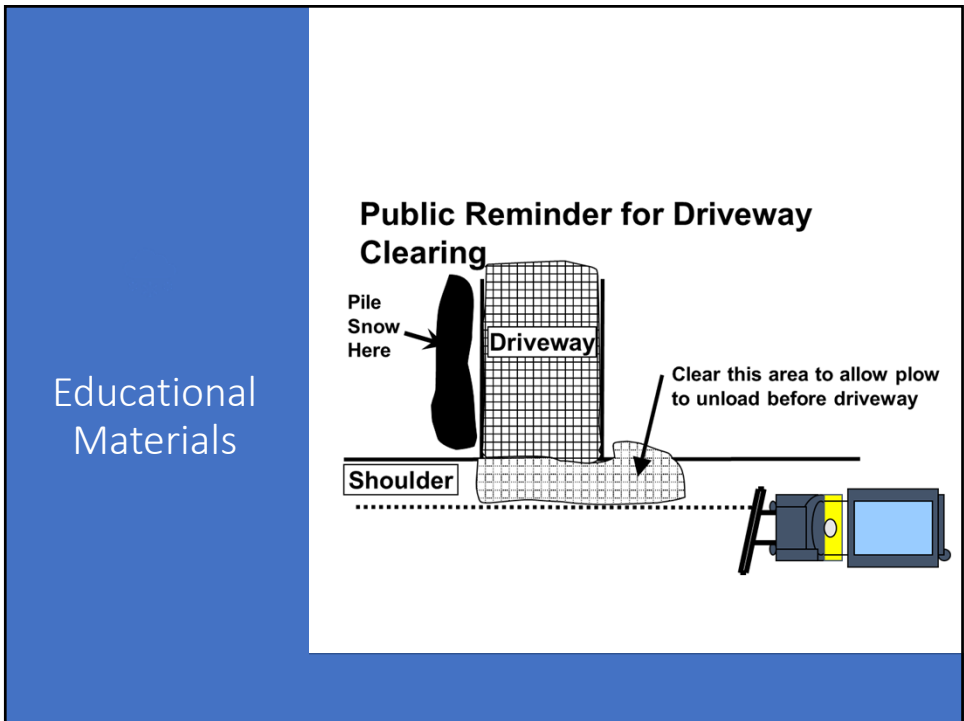 Educational
Materials
Public Reminder for Driveway
Clearing
Pile
Snow
Here
Driveway
Clear this area to allow plow
to unload before driveway
Shoulder